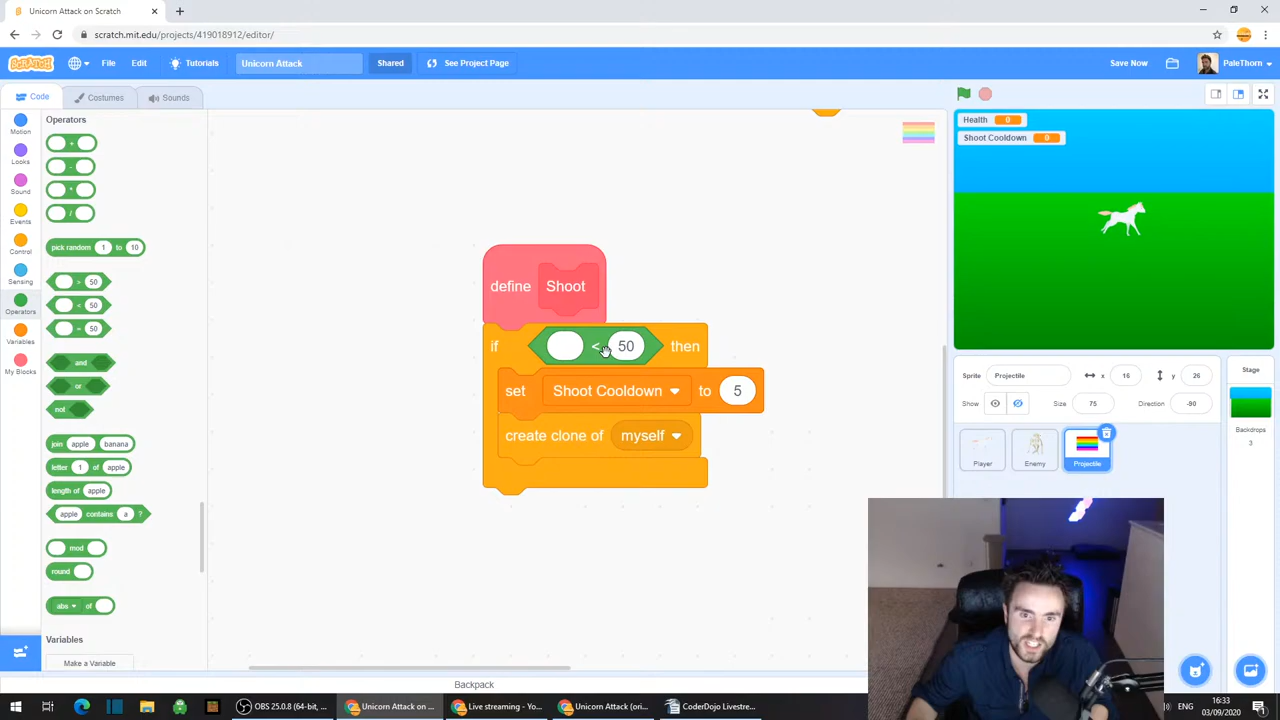 Unicorn Attack on Scratch
scratch.mit.edu/projects/419018912/editor/
SCRATCH
File
Edit
Tutorials
Unicorn Attack
Shared
See Project Page
Save Now
PaleThorn
Code
Costumes
Sounds
Motion
Looks
Sound
Events
Control
Sensing
Operators
Variables
My Blocks
Operators
+
-
*
/
pick random 1 to 10
> 50
< 50
= 50
and
or
not
join apple banana
letter 1 of apple
length of apple
apple contains a ?
mod
round
abs of
Variables
Make a Variable
define Shoot
if < 50 then
set Shoot Cooldown to 5
create clone of myself
Health 0
Shoot Cooldown 0
Sprite Projectile x 16 y 26
Show Size 75 Direction -90
Player
Enemy
Projectile
Stage
Backdrops
3
Backpack
OBS 25.0.8 (64-bit, ...
Unicorn Attack on ...
Live streaming - Yo...
Unicorn Attack (ori...
CoderDojo Livestre...
16:33
03/09/2020